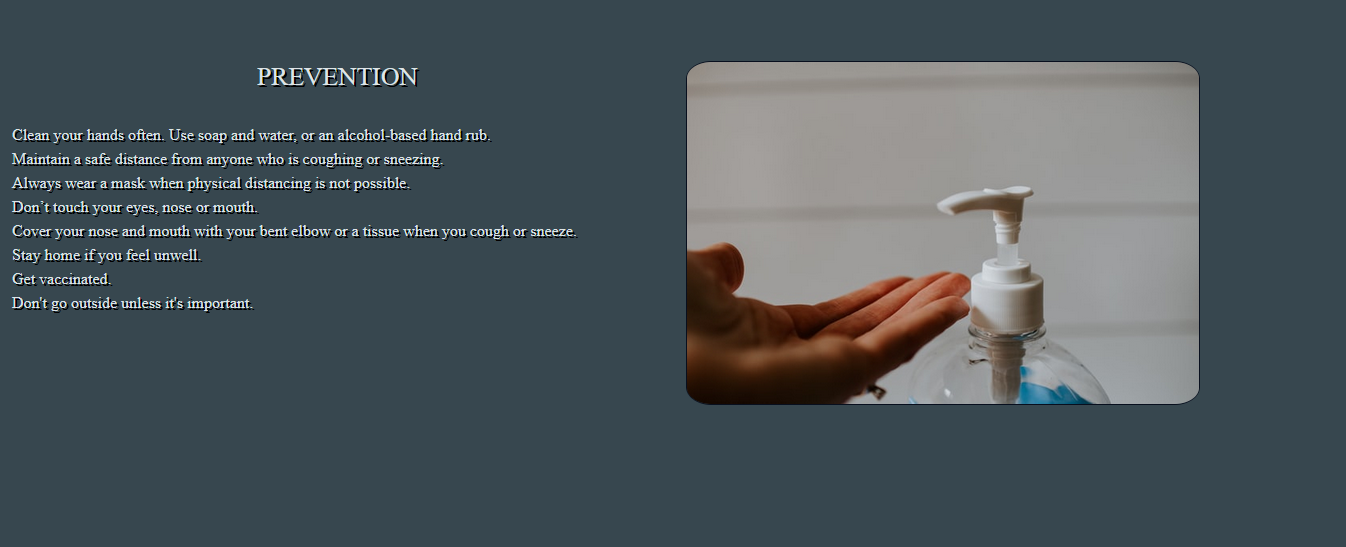 PREVENTION
Clean your hands often. Use soap and water, or an alcohol-based hand rub.
Maintain a safe distance from anyone who is coughing or sneezing.
Always wear a mask when physical distancing is not possible.
Don’t touch your eyes, nose or mouth.
Cover your nose and mouth with your bent elbow or a tissue when you cough or sneeze.
Stay home if you feel unwell.
Get vaccinated.
Don't go outside unless it's important.